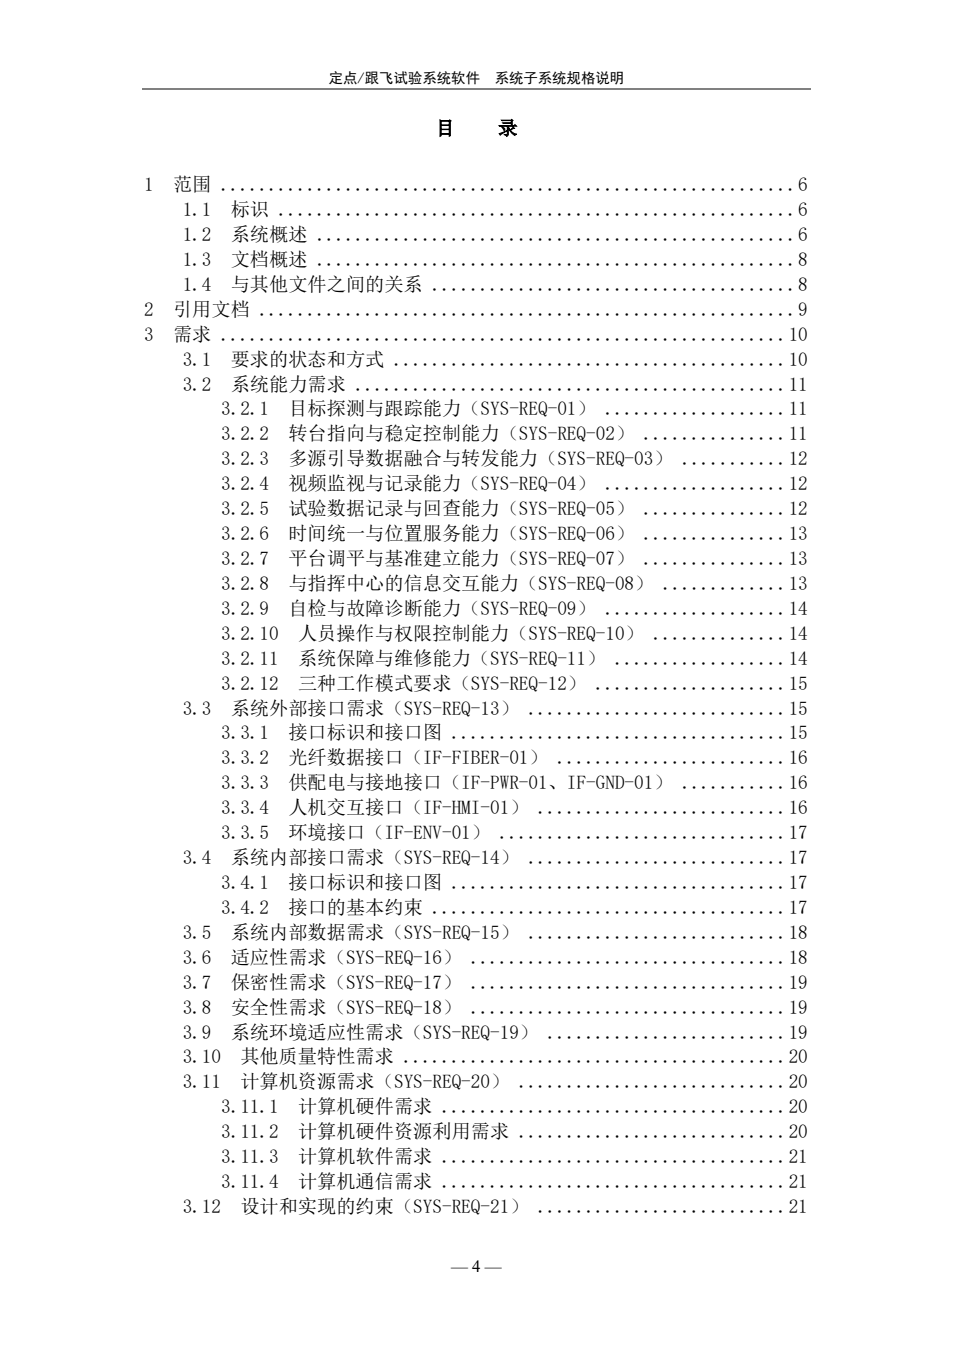 定点/跟飞试验系统软件　系统子系统规格说明
目　　录
1　范围 ............................................................ 6
1.1　标识 ...................................................... 6
1.2　系统概述 .................................................. 6
1.3　文档概述 .................................................. 8
1.4　与其他文件之间的关系 ...................................... 8
2　引用文档 ........................................................ 9
3　需求 ........................................................... 10
3.1　要求的状态和方式 ......................................... 10
3.2　系统能力需求 ............................................. 11
3.2.1　目标探测与跟踪能力（SYS-REQ-01） ................... 11
3.2.2　转台指向与稳定控制能力（SYS-REQ-02） ............... 11
3.2.3　多源引导数据融合与转发能力（SYS-REQ-03） ........... 12
3.2.4　视频监视与记录能力（SYS-REQ-04） ................... 12
3.2.5　试验数据记录与回查能力（SYS-REQ-05） ............... 12
3.2.6　时间统一与位置服务能力（SYS-REQ-06） ............... 13
3.2.7　平台调平与基准建立能力（SYS-REQ-07） ............... 13
3.2.8　与指挥中心的信息交互能力（SYS-REQ-08） ............. 13
3.2.9　自检与故障诊断能力（SYS-REQ-09） ................... 14
3.2.10　人员操作与权限控制能力（SYS-REQ-10） .............. 14
3.2.11　系统保障与维修能力（SYS-REQ-11） .................. 14
3.2.12　三种工作模式要求（SYS-REQ-12） .................... 15
3.3　系统外部接口需求（SYS-REQ-13） ........................... 15
3.3.1　接口标识和接口图 ................................... 15
3.3.2　光纤数据接口（IF-FIBER-01） ........................ 16
3.3.3　供配电与接地接口（IF-PWR-01、IF-GND-01） ........... 16
3.3.4　人机交互接口（IF-HMI-01） .......................... 16
3.3.5　环境接口（IF-ENV-01） .............................. 17
3.4　系统内部接口需求（SYS-REQ-14） ........................... 17
3.4.1　接口标识和接口图 ................................... 17
3.4.2　接口的基本约束 ..................................... 17
3.5　系统内部数据需求（SYS-REQ-15） ........................... 18
3.6　适应性需求（SYS-REQ-16） ................................. 18
3.7　保密性需求（SYS-REQ-17） ................................. 19
3.8　安全性需求（SYS-REQ-18） ................................. 19
3.9　系统环境适应性需求（SYS-REQ-19） ......................... 19
3.10　其他质量特性需求 ........................................ 20
3.11　计算机资源需求（SYS-REQ-20） ............................ 20
3.11.1　计算机硬件需求 .................................... 20
3.11.2　计算机硬件资源利用需求 ............................ 20
3.11.3　计算机软件需求 .................................... 21
3.11.4　计算机通信需求 .................................... 21
3.12　设计和实现的约束（SYS-REQ-21） .......................... 21
— 4 —